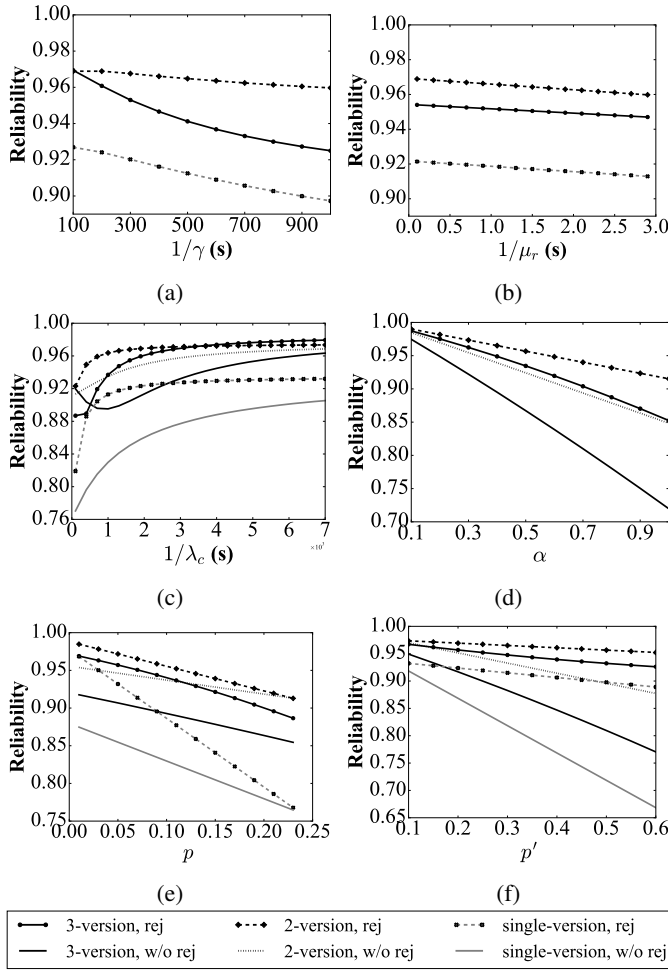 1.00
0.98
0.96
0.94
0.92
0.90
Reliability
100 300 500 700 900
1/γ (s)
(a)
1.00
0.98
0.96
0.94
0.92
0.90
Reliability
0.0 0.5 1.0 1.5 2.0 2.5 3.0
1/μr (s)
(b)
1.00
0.96
0.92
0.88
0.84
0.80
0.76
Reliability
0 1 2 3 4 5 6 7
1/λc (s)
(c)
1.00
0.95
0.90
0.85
0.80
0.75
0.70
Reliability
0.1 0.3 0.5 0.7 0.9
α
(d)
1.00
0.95
0.90
0.85
0.80
0.75
Reliability
0.00 0.05 0.10 0.15 0.20 0.25
p
(e)
1.00
0.95
0.90
0.85
0.80
0.75
0.70
0.65
Reliability
0.1 0.2 0.3 0.4 0.5 0.6
p′
(f)
3-version, rej 2-version, rej single-version, rej
3-version, w/o rej 2-version, w/o rej single-version, w/o rej